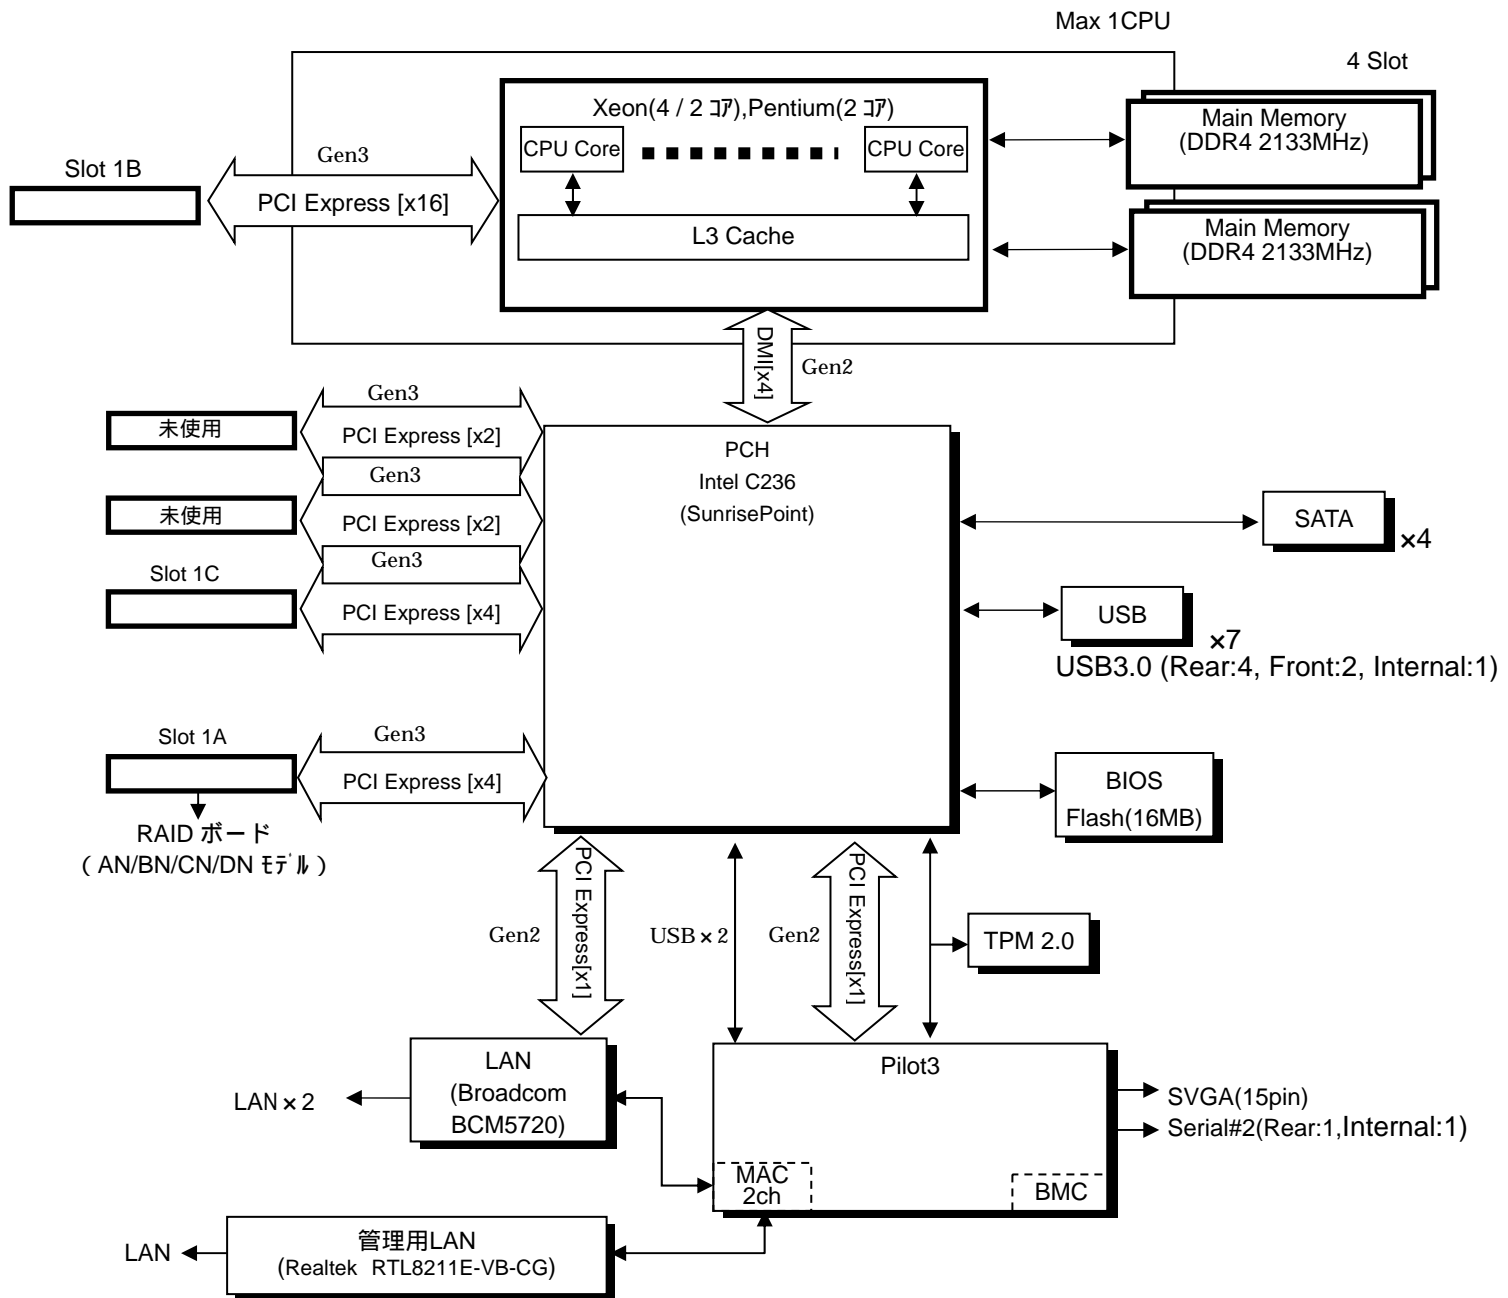 Max 1CPU
4 Slot
Xeon(4 / 2 ｺｱ),Pentium(2 ｺｱ)
CPU Core
CPU Core
L3 Cache
Main Memory
(DDR4 2133MHz)
Main Memory
(DDR4 2133MHz)
Slot 1B
Gen3
PCI Express [x16]
DMI[x4]
Gen2
Gen3
未使用
PCI Express [x2]
Gen3
未使用
PCI Express [x2]
Gen3
Slot 1C
PCI Express [x4]
PCH
Intel C236
(SunrisePoint)
SATA
×4
USB
×7
USB3.0 (Rear:4, Front:2, Internal:1)
Slot 1A
Gen3
PCI Express [x4]
RAID ボード
( AN/BN/CN/DN ﾓﾃﾞﾙ )
BIOS
Flash(16MB)
PCI Express[x1]
Gen2
USB×2
Gen2
PCI Express[x1]
TPM 2.0
LAN
(Broadcom
BCM5720)
LAN×2
Pilot3
SVGA(15pin)
Serial#2(Rear:1,Internal:1)
MAC
2ch
BMC
LAN
管理用LAN
(Realtek RTL8211E-VB-CG)